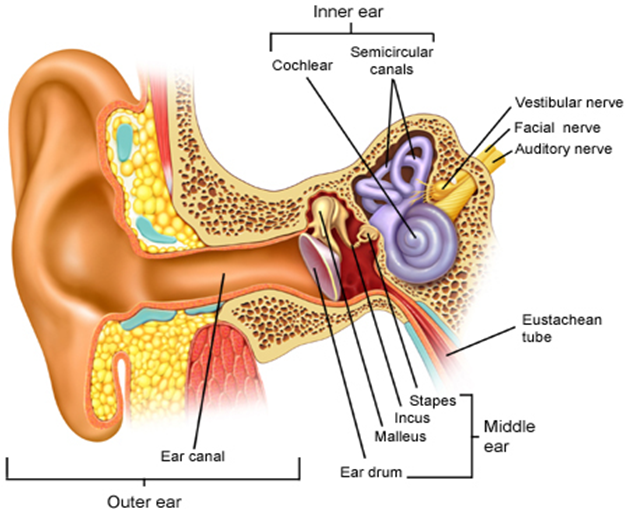 Inner ear
Cochlear
Semicircular
canals
Vestibular nerve
Facial nerve
Auditory nerve
Eustachean
tube
Stapes
Incus
Malleus
Ear drum
Middle
ear
Ear canal
Outer ear